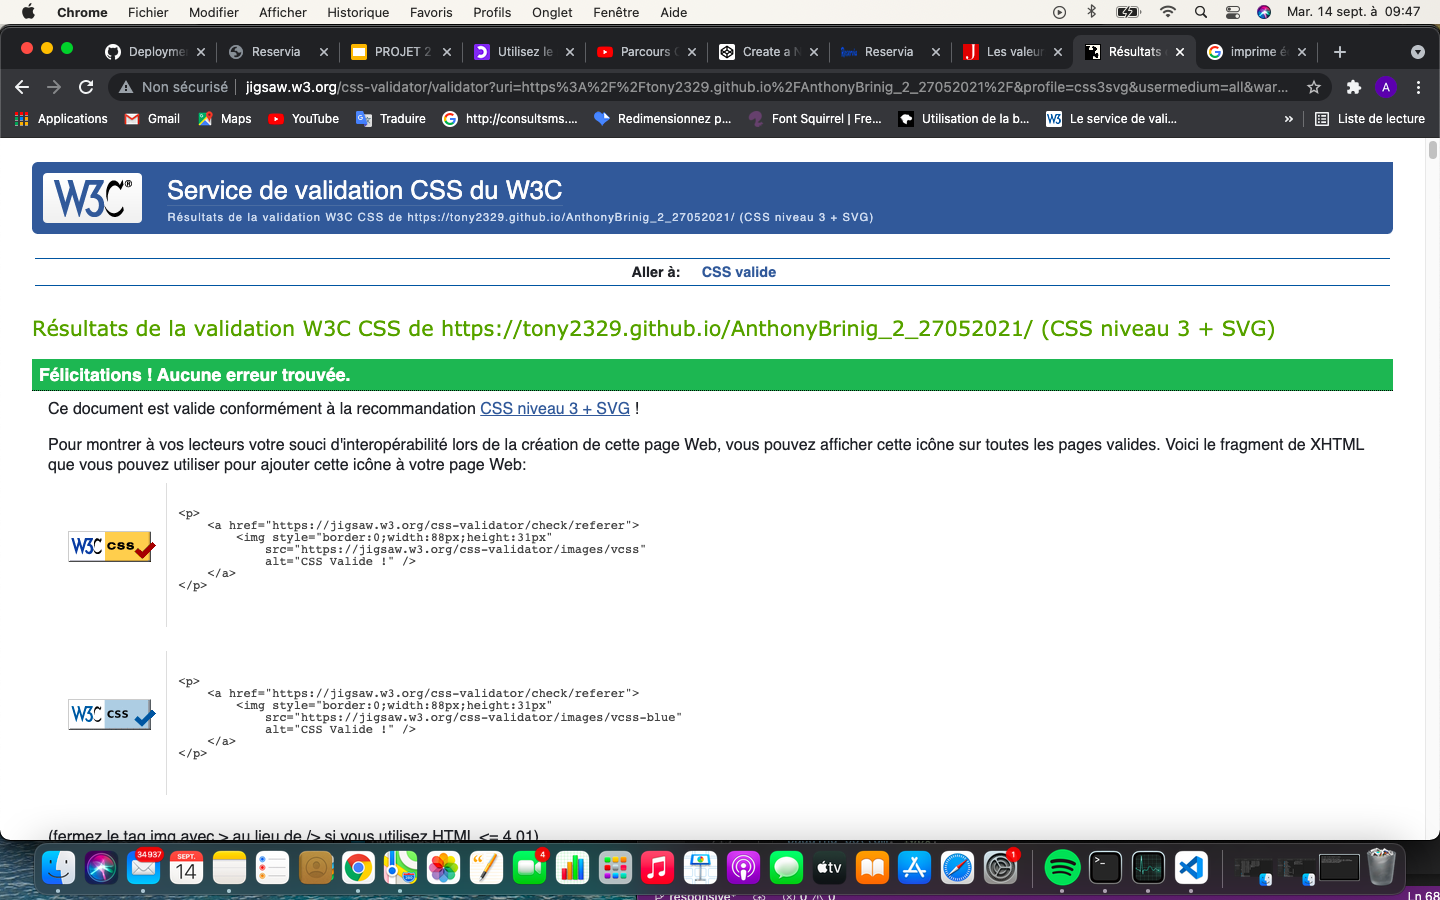 Chrome Fichier Modifier Afficher Historique Favoris Profils Onglet Fenêtre Aide Mar. 14 sept. à 09:47
Deployme Reservia PROJET 2 Utilisez le Parcours Create a N Reservia Les valeur Résultats imprime é
Non sécurisé jigsaw.w3.org/css-validator/validator?uri=https%3A%2F%2Ftony2329.github.io%2FAnthonyBrinig_2_27052021%2F&profile=css3svg&usermedium=all&war... A
Applications Gmail Maps YouTube Traduire http://consultsms.... Redimensionnez p... Font Squirrel | Fre... Utilisation de la b... Le service de vali... » Liste de lecture
W3C® Service de validation CSS du W3C
Résultats de la validation W3C CSS de https://tony2329.github.io/AnthonyBrinig_2_27052021/ (CSS niveau 3 + SVG)
Aller à: CSS valide
Résultats de la validation W3C CSS de https://tony2329.github.io/AnthonyBrinig_2_27052021/ (CSS niveau 3 + SVG)
Félicitations ! Aucune erreur trouvée.
Ce document est valide conformément à la recommandation CSS niveau 3 + SVG !
Pour montrer à vos lecteurs votre souci d'interopérabilité lors de la création de cette page Web, vous pouvez afficher cette icône sur toutes les pages valides. Voici le fragment de XHTML
que vous pouvez utiliser pour ajouter cette icône à votre page Web:
<p>
<a href="https://jigsaw.w3.org/css-validator/check/referer">
<img style="border:0;width:88px;height:31px"
W3C css
src="https://jigsaw.w3.org/css-validator/images/vcss"
alt="CSS Valide !" />
</a>
</p>
<p>
<a href="https://jigsaw.w3.org/css-validator/check/referer">
<img style="border:0;width:88px;height:31px"
W3C css
src="https://jigsaw.w3.org/css-validator/images/vcss-blue"
alt="CSS Valide !" />
</a>
</p>
(fermez le tag img avec > au lieu de /> si vous utilisez HTML <= 4.01)
34 937 SEPT. 14 4 tv 1
responsive* Ln 68